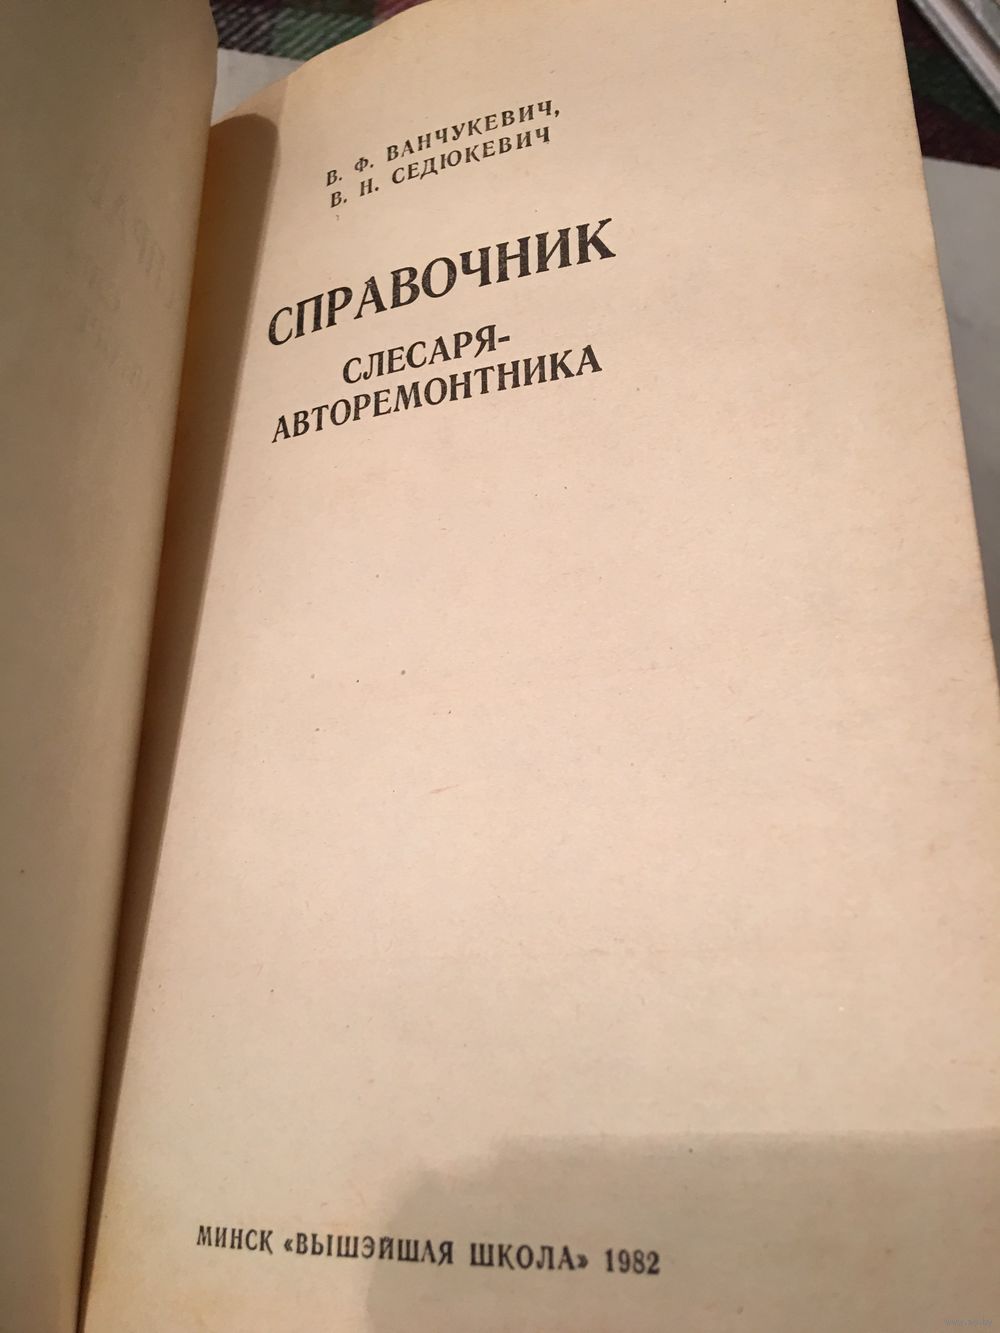 В. Ф. ВАНЧУКЕВИЧ,
В. Н. СЕДЮКЕВИЧ
СПРАВОЧНИК
СЛЕСАРЯ-
АВТОРЕМОНТНИКА
МИНСК «ВЫШЭЙШАЯ ШКОЛА» 1982